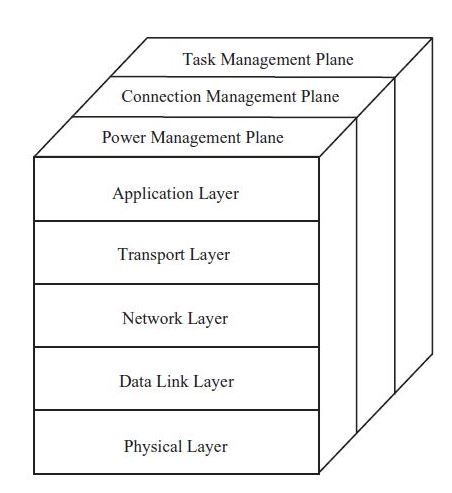 Task Management Plane
Connection Management Plane
Power Management Plane
Application Layer
Transport Layer
Network Layer
Data Link Layer
Physical Layer